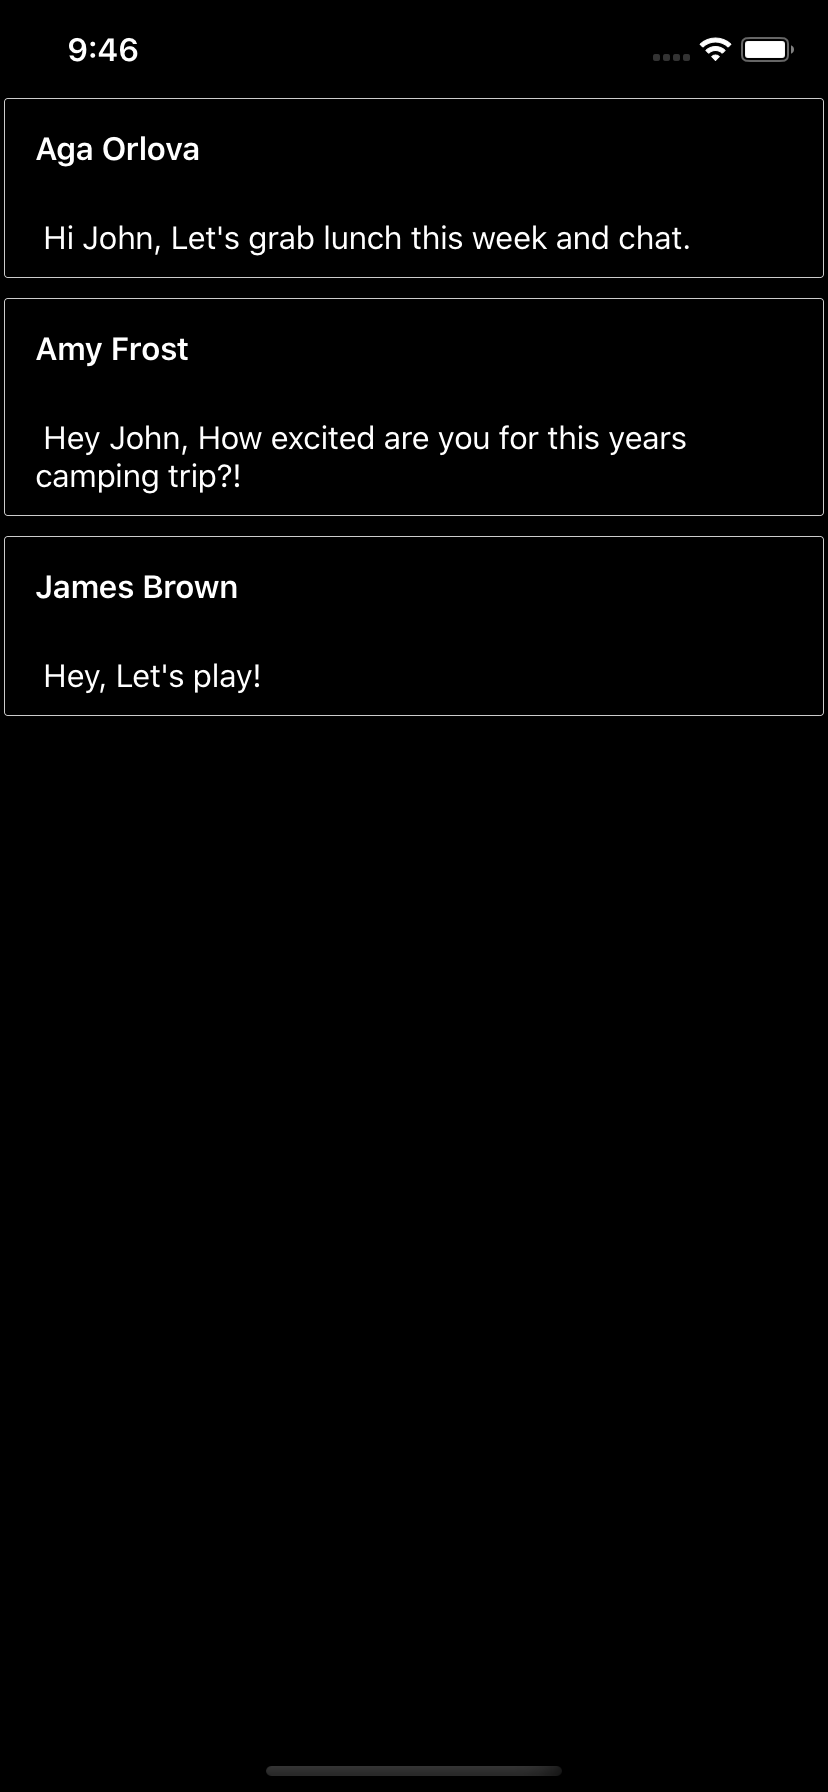 9:46
Aga Orlova
Hi John, Let's grab lunch this week and chat.
Amy Frost
Hey John, How excited are you for this years
camping trip?!
James Brown
Hey, Let's play!